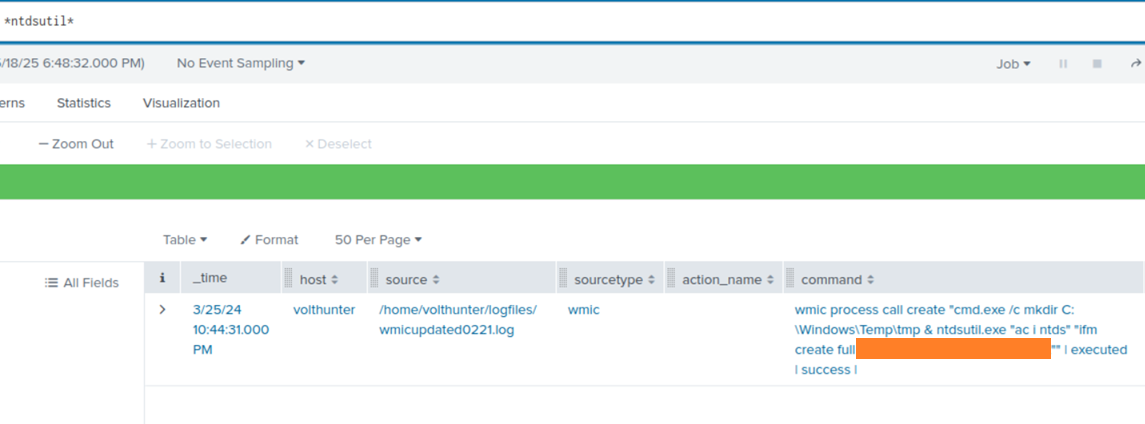 *ntdsutil*
5/18/25 6:48:32.000 PM) No Event Sampling Job
erns Statistics Visualization
— Zoom Out + Zoom to Selection × Deselect
Table Format 50 Per Page
All Fields i _time host source sourcetype action_name command
> 3/25/24 volthunter /home/volthunter/logfiles/ wmic wmic process call create "cmd.exe /c mkdir C:
10:44:31.000 wmicupdated0221.log \Windows\Temp\tmp & ntdsutil.exe "ac i ntds" "ifm
PM create full "" | executed
| success |